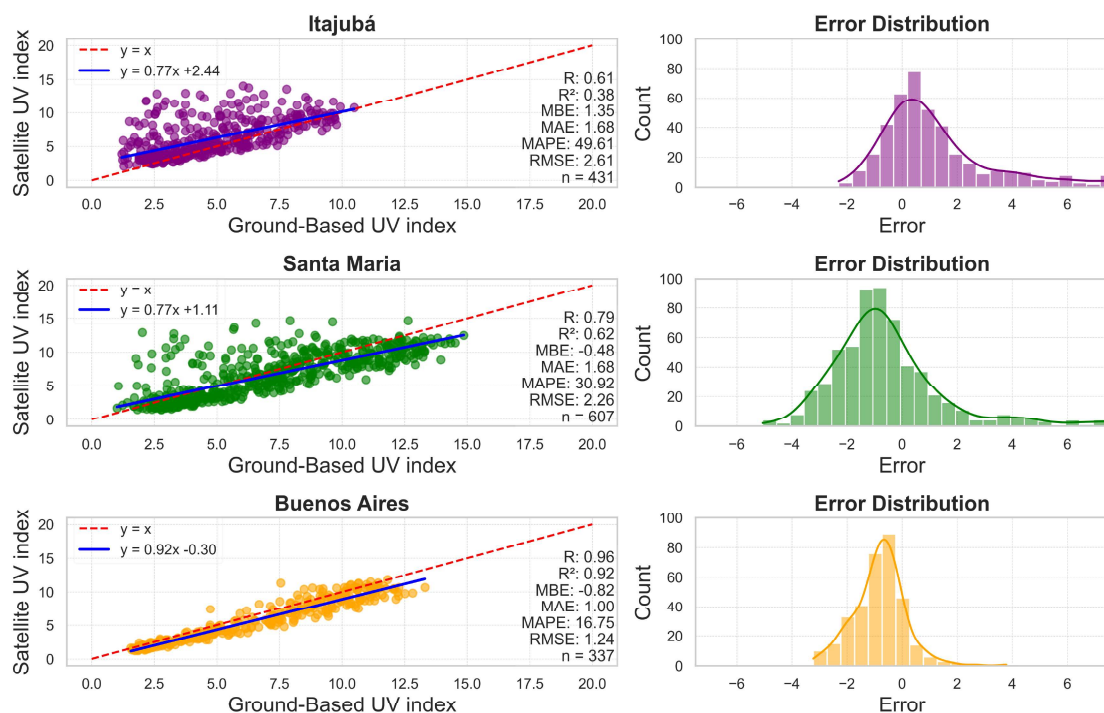 Itajubá
Satellite UV index
20
15
10
5
0
y = x
y = 0.77x +2.44
R: 0.61
R²: 0.38
MBE: 1.35
MAE: 1.68
MAPE: 49.61
RMSE: 2.61
n = 431
0.0 2.5 5.0 7.5 10.0 12.5 15.0 17.5 20.0
Ground-Based UV index
Error Distribution
Count
100
80
60
40
20
0
−6 −4 −2 0 2 4 6
Error
Santa Maria
Satellite UV index
20
15
10
5
0
y = x
y = 0.77x +1.11
R: 0.79
R²: 0.62
MBE: -0.48
MAE: 1.68
MAPE: 30.92
RMSE: 2.26
n = 607
0.0 2.5 5.0 7.5 10.0 12.5 15.0 17.5 20.0
Ground-Based UV index
Error Distribution
Count
100
80
60
40
20
0
−6 −4 −2 0 2 4 6
Error
Buenos Aires
Satellite UV index
20
15
10
5
0
y = x
y = 0.92x -0.30
R: 0.96
R²: 0.92
MBE: -0.82
MAE: 1.00
MAPE: 16.75
RMSE: 1.24
n = 337
0.0 2.5 5.0 7.5 10.0 12.5 15.0 17.5 20.0
Ground-Based UV index
Error Distribution
Count
100
80
60
40
20
0
−6 −4 −2 0 2 4 6
Error